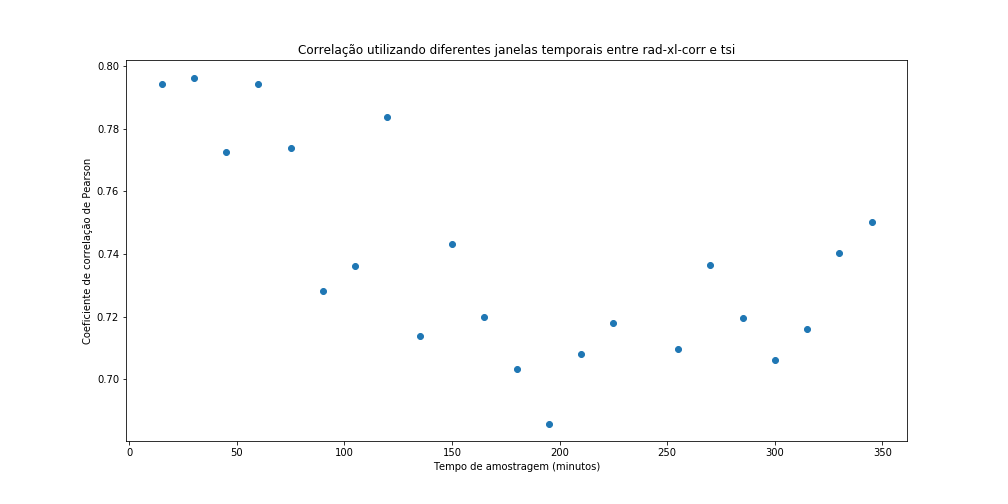 Correlação utilizando diferentes janelas temporais entre rad-xl-corr e tsi
0.80
0.78
0.76
0.74
0.72
0.70
Coeficiente de correlação de Pearson
0 50 100 150 200 250 300 350
Tempo de amostragem (minutos)